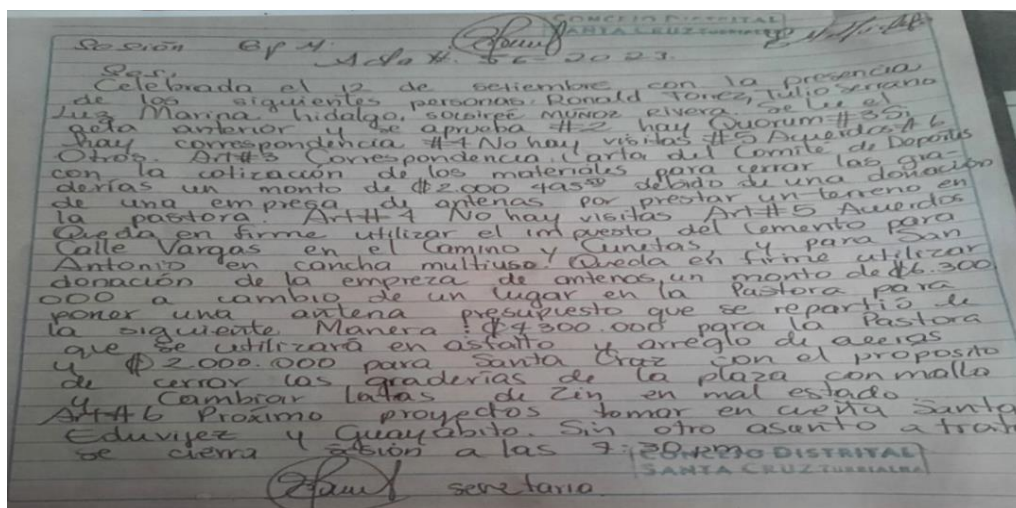 CONCEJO DISTRITAL
SANTA CRUZ TURRIALBA
Sesión 6 P M.
Acta #. 36-2023.
Celebrada el 12 de setiembre con la presencia
de los siguientes personas: Ronald Torrez, Tulio Serrano
Luz Marina Hidalgo, Socorro MUÑOZ Rivera. Se lee el
acta anterior y se aprueba #2 hay Quorum #3 Si
hay correspondencia #4 No hay visitas #5 Acuerdos #6
Otros. Art#3 Correspondencia. Carta del Comite de Deportes
con la cotización de los materiales para cerrar las gra-
derías un monto de ₡2.000 495⁰⁰ debido de una donación
de una empresa de antenas por prestar un terreno en
la pastora. Art#4 No hay visitas Art#5 Acuerdos
Queda en firme utilizar el impuesto del Cemento para
Calle Vargas en el Camino y Cunetas y para San
Antonio en cancha multiuso. Queda en firme utilizar
donación de la empreza de antenas, un monto de ₡6.300
000 a cambio de un lugar en la Pastora para
poner una antena presupuesto que se repartió de
la siguiente Manera: ₡4300.000 para la Pastora
que se utilizará en asfalto y arreglo de aceras
y ₡2.000.000 para Santa Cruz con el proposito
de cerrar las graderías de la plaza con malla
y Cambiar latas de Zin en mal estado
Art#6 Proximo proyectos tomar en cuenta Santa
Eduvijez y Guayabito. Sin otro asunto a trat
se cierra sesión a las 7:30 pm
CONCEJO DISTRITAL
SANTA CRUZ TURRIALBA
secretaria.